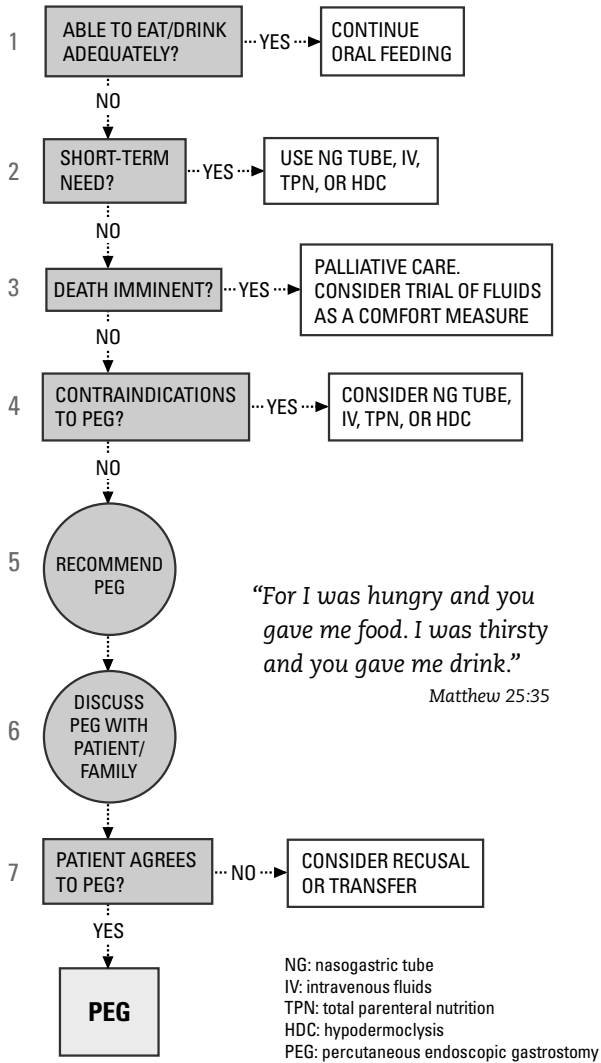 1
ABLE TO EAT/DRINK
ADEQUATELY?
YES
CONTINUE
ORAL FEEDING
NO
2
SHORT-TERM
NEED?
YES
USE NG TUBE, IV,
TPN, OR HDC
NO
3
DEATH IMMINENT?
YES
PALLIATIVE CARE.
CONSIDER TRIAL OF FLUIDS
AS A COMFORT MEASURE
NO
4
CONTRAINDICATIONS
TO PEG?
YES
CONSIDER NG TUBE,
IV, TPN, OR HDC
NO
5
RECOMMEND
PEG
“For I was hungry and you
gave me food. I was thirsty
and you gave me drink.”
Matthew 25:35
6
DISCUSS
PEG WITH
PATIENT/
FAMILY
7
PATIENT AGREES
TO PEG?
NO
CONSIDER RECUSAL
OR TRANSFER
YES
PEG
NG: nasogastric tube
IV: intravenous fluids
TPN: total parenteral nutrition
HDC: hypodermoclysis
PEG: percutaneous endoscopic gastrostomy